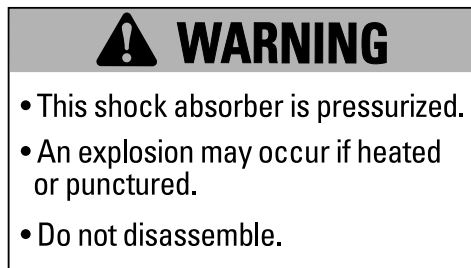 WARNING
• This shock absorber is pressurized.
• An explosion may occur if heated
or punctured.
• Do not disassemble.